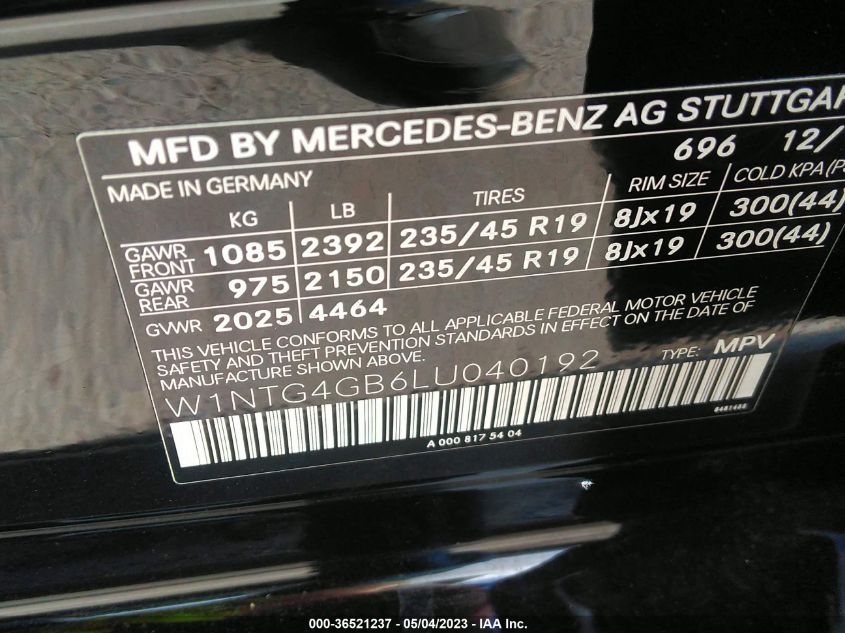 MFD BY MERCEDES-BENZ AG STUTTGAR
696 12/
MADE IN GERMANY
KG LB TIRES RIM SIZE COLD KPA(P
GAWR FRONT 1085 2392 235/45 R19 8Jx19 300(44)
GAWR REAR 975 2150 235/45 R19 8Jx19 300(44)
GVWR 2025 4464
THIS VEHICLE CONFORMS TO ALL APPLICABLE FEDERAL MOTOR VEHICLE
SAFETY AND THEFT PREVENTION STANDARDS IN EFFECT ON THE DATE OF
MANUFACTURE SHOWN ABOVE.
W1NTG4GB6LU040192 TYPE: MPV
A 000 817 54 04
000-36521237 - 05/04/2023 - IAA Inc.